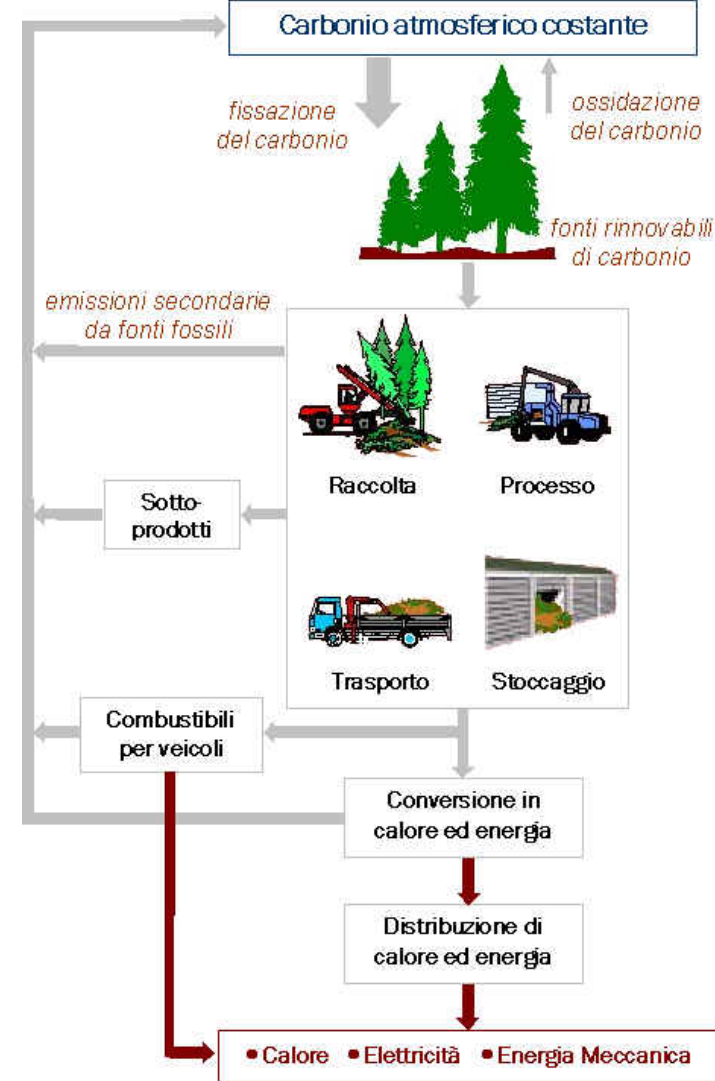 Carbonio atmosferico costante
fissazione
del carbonio
ossidazione
del carbonio
fonti rinnovabili
di carbonio
emissioni secondarie
da fonti fossili
Raccolta
Processo
Sotto-
prodotti
Trasporto
Stoccaggio
Combustibili
per veicoli
Conversione in
calore ed energia
Distribuzione di
calore ed energia
• Calore • Elettricità • Energia Meccanica